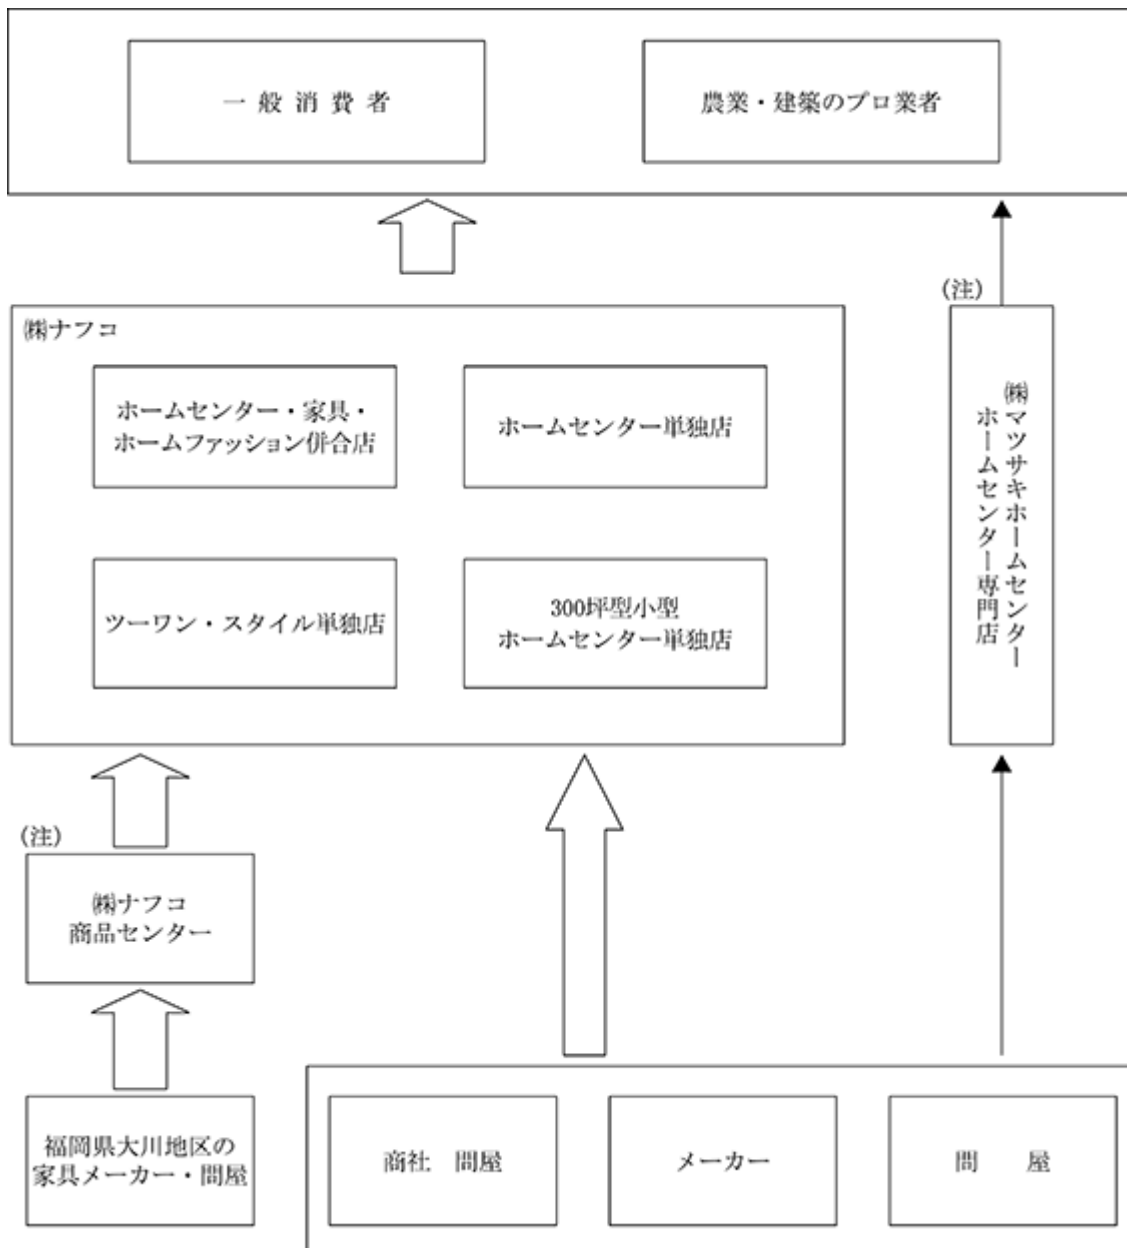 一般消費者
農業・建築のプロ業者
(注)
㈱ナフコ
ホームセンター・家具・
ホームファッション併合店
ホームセンター単独店
ツーワン・スタイル単独店
300坪型小型
ホームセンター単独店
㈱マツサキホームセンター
ホームセンター専門店
(注)
㈱ナフコ
商品センター
福岡県大川地区の
家具メーカー・問屋
商社　問屋
メーカー
問　　屋